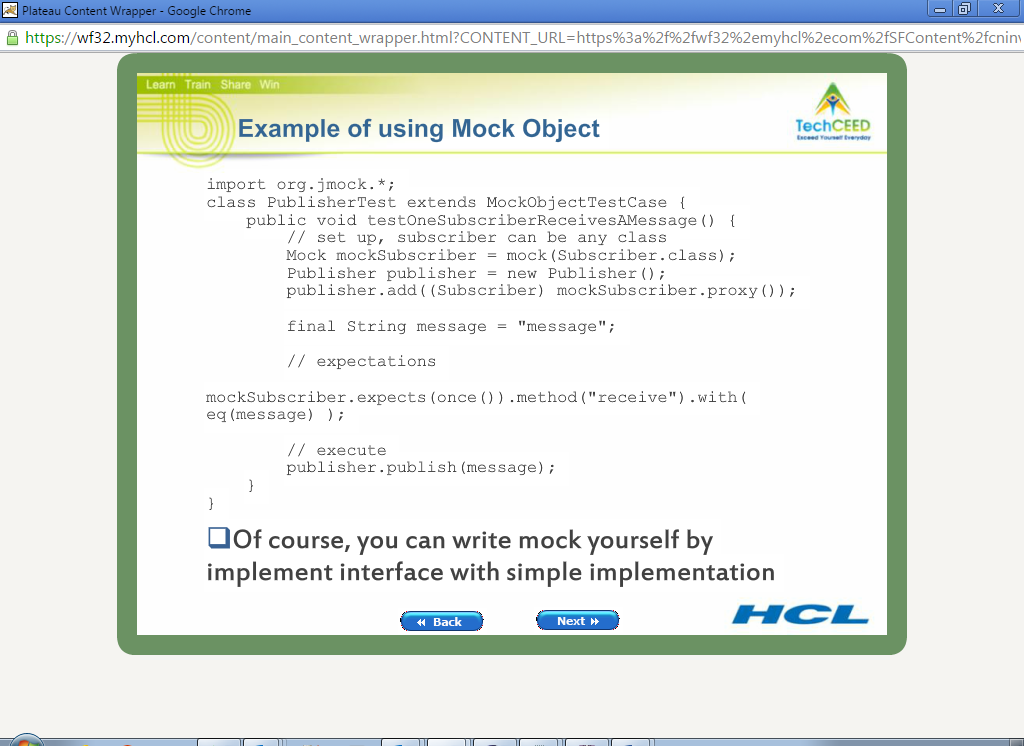 Plateau Content Wrapper - Google Chrome
https://wf32.myhcl.com/content/main_content_wrapper.html?CONTENT_URL=https%3a%2f%2fwf32%2emyhcl%2ecom%2fSFContent%2fcnin
Learn Train Share Win
TechCEED
Exceed Yourself Everyday
Example of using Mock Object
import org.jmock.*;
class PublisherTest extends MockObjectTestCase {
public void testOneSubscriberReceivesAMessage() {
// set up, subscriber can be any class
Mock mockSubscriber = mock(Subscriber.class);
Publisher publisher = new Publisher();
publisher.add((Subscriber) mockSubscriber.proxy());
final String message = "message";
// expectations
mockSubscriber.expects(once()).method("receive").with(
eq(message) );
// execute
publisher.publish(message);
}
}
Of course, you can write mock yourself by
implement interface with simple implementation
Back
Next
HCL